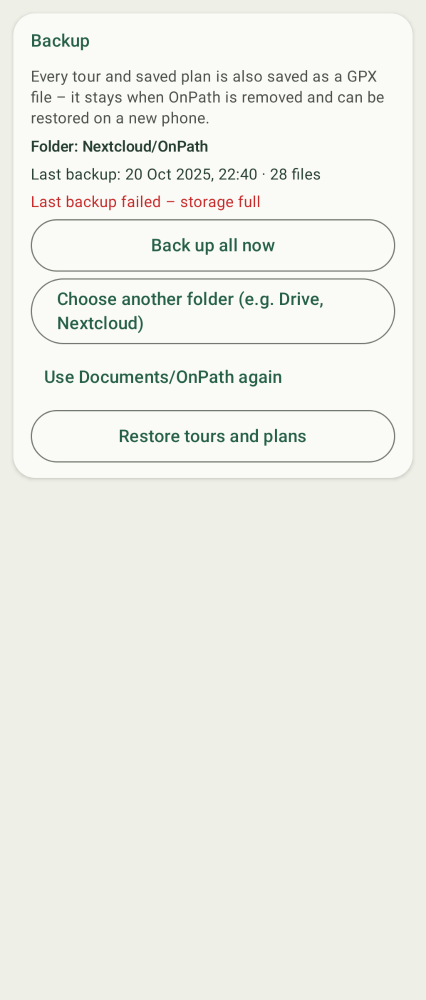 Backup
Every tour and saved plan is also saved as a GPX
file – it stays when OnPath is removed and can be
restored on a new phone.
Folder: Nextcloud/OnPath
Last backup: 20 Oct 2025, 22:40 · 28 files
Last backup failed – storage full
Back up all now
Choose another folder (e.g. Drive,
Nextcloud)
Use Documents/OnPath again
Restore tours and plans